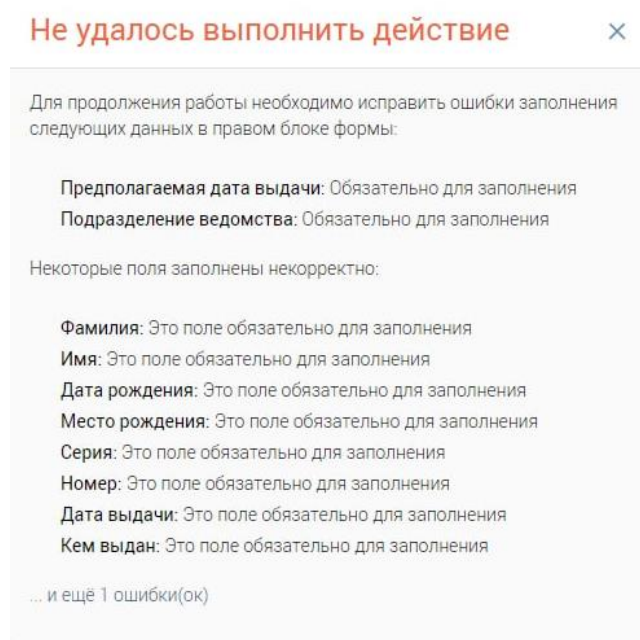 Не удалось выполнить действие
Для продолжения работы необходимо исправить ошибки заполнения
следующих данных в правом блоке формы:
Предполагаемая дата выдачи: Обязательно для заполнения
Подразделение ведомства: Обязательно для заполнения
Некоторые поля заполнены некорректно:
Фамилия: Это поле обязательно для заполнения
Имя: Это поле обязательно для заполнения
Дата рождения: Это поле обязательно для заполнения
Место рождения: Это поле обязательно для заполнения
Серия: Это поле обязательно для заполнения
Номер: Это поле обязательно для заполнения
Дата выдачи: Это поле обязательно для заполнения
Кем выдан: Это поле обязательно для заполнения
... и ещё 1 ошибки(ок)